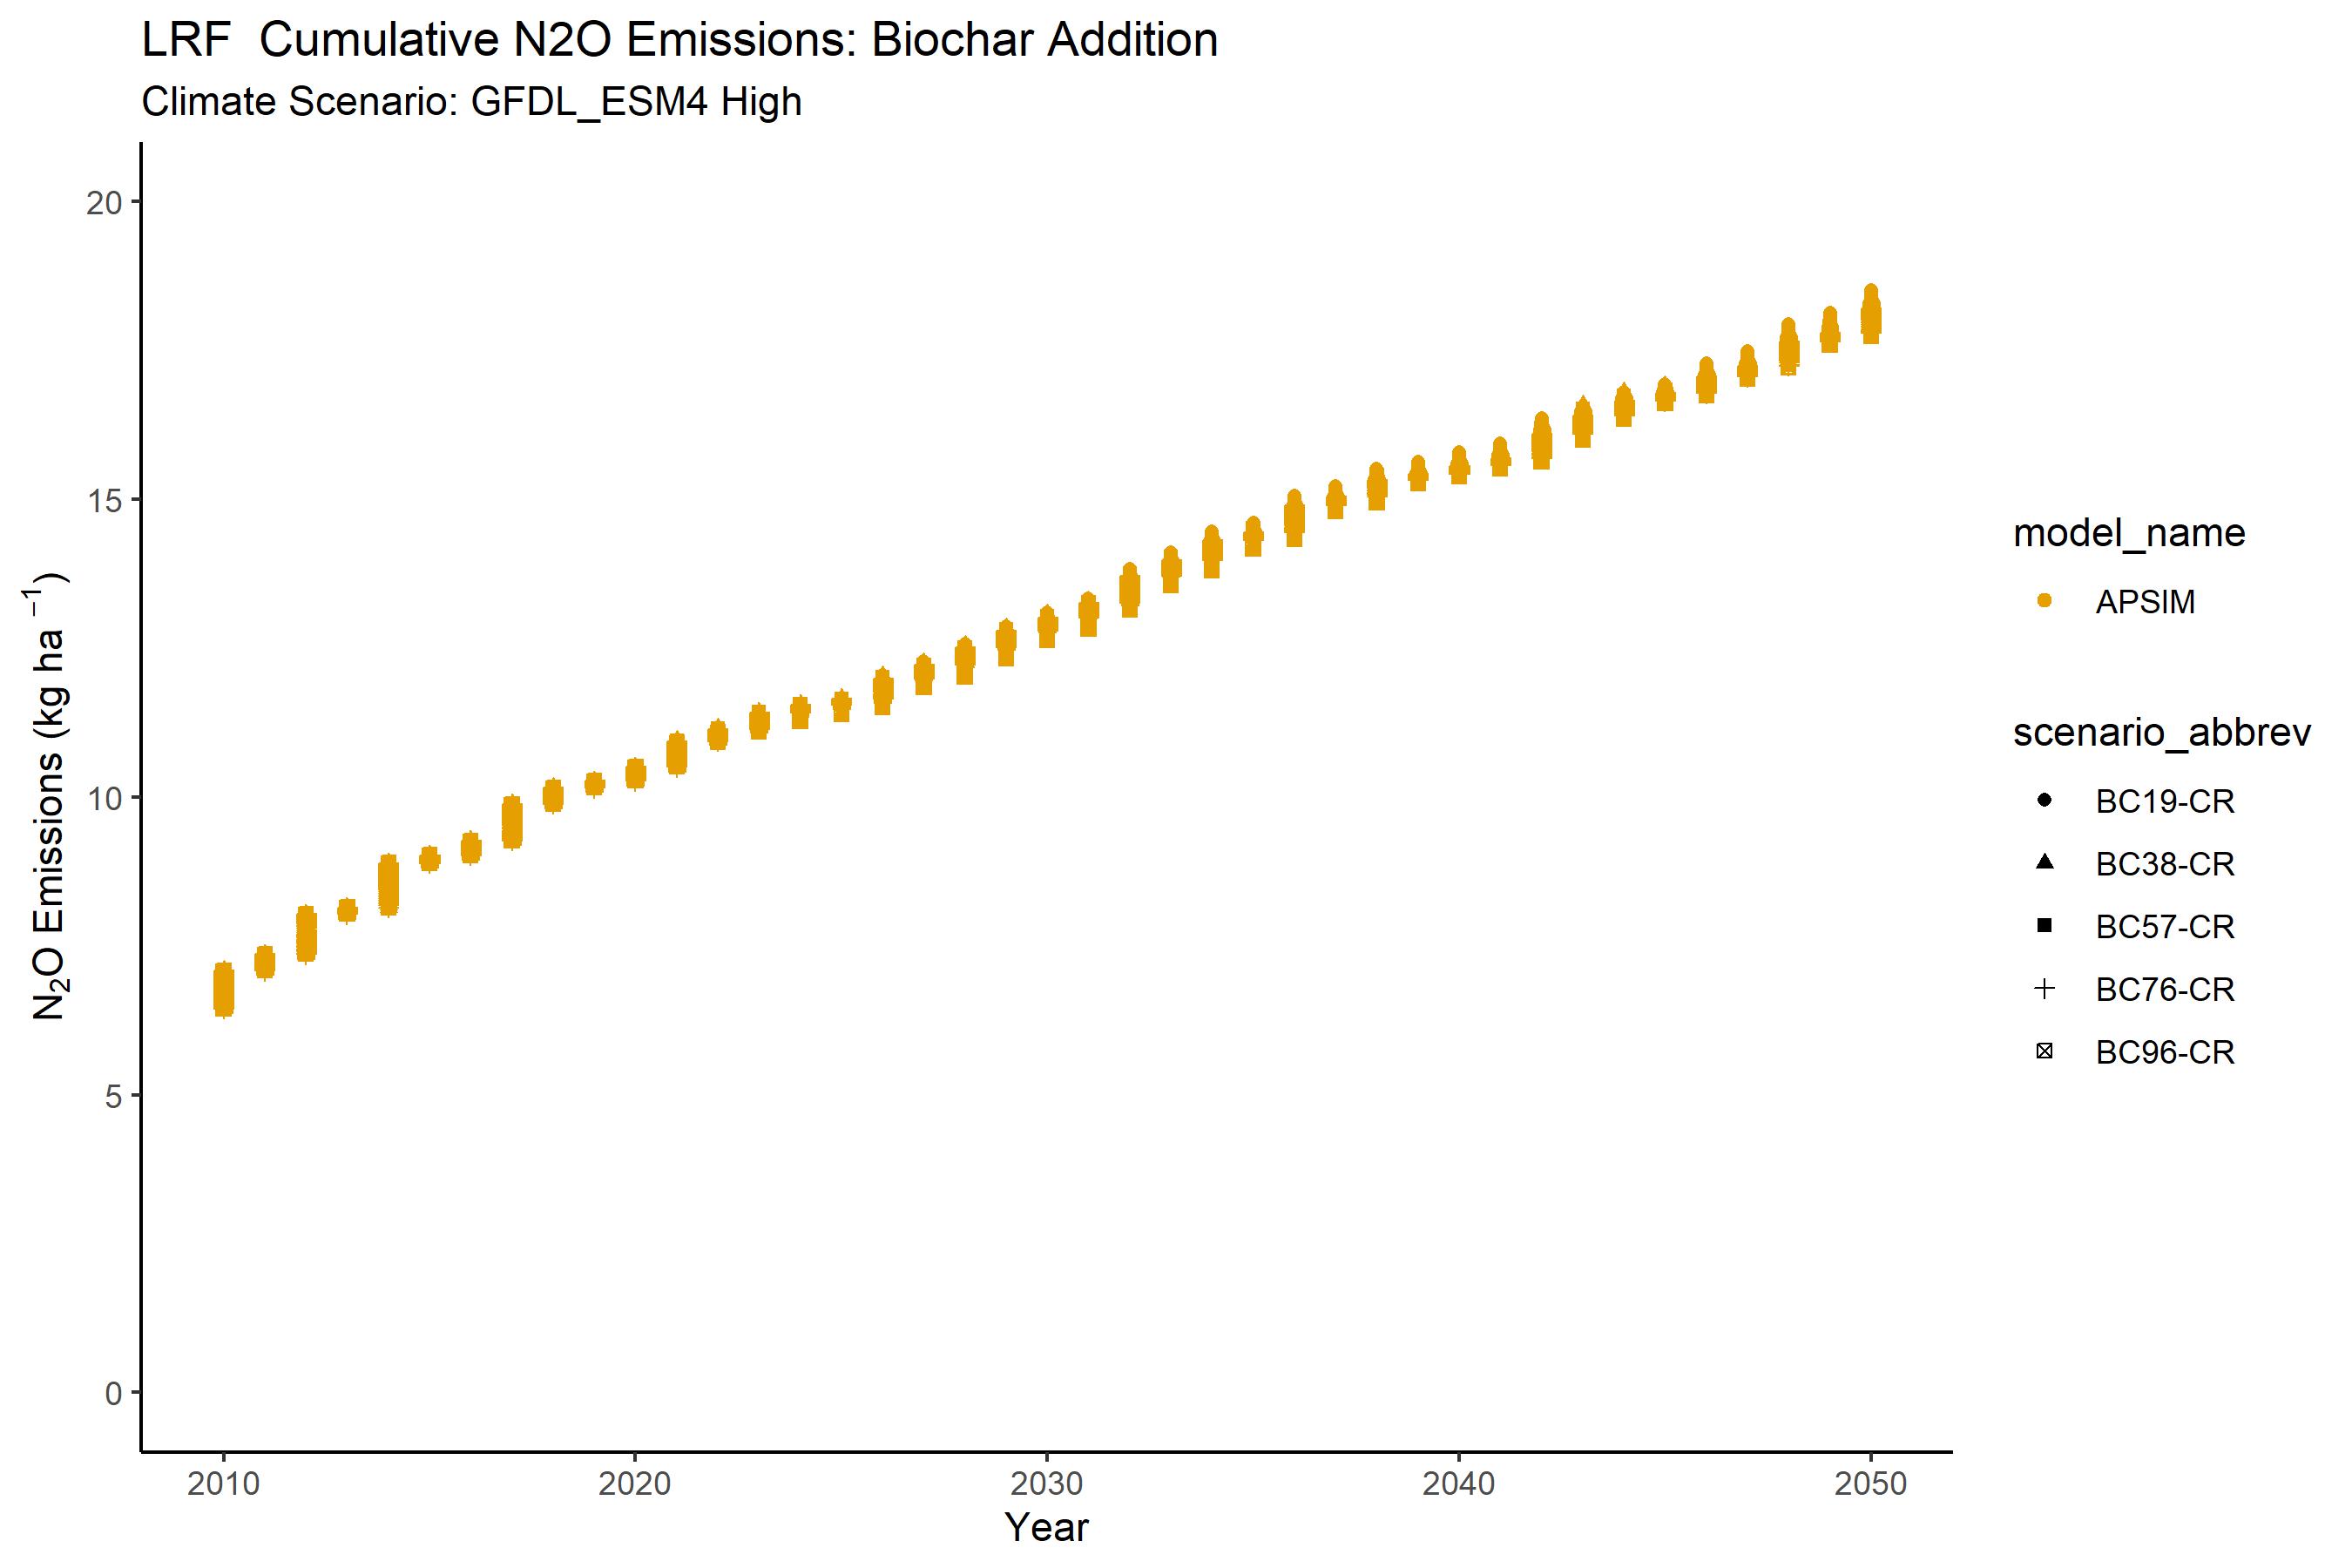 LRF  Cumulative N2O Emissions: Biochar Addition
Climate Scenario: GFDL_ESM4 High
N₂O Emissions (kg ha ⁻¹)
20
15
10
5
0
2010 2020 2030 2040 2050
Year
model_name
APSIM
scenario_abbrev
BC19-CR
BC38-CR
BC57-CR
BC76-CR
BC96-CR